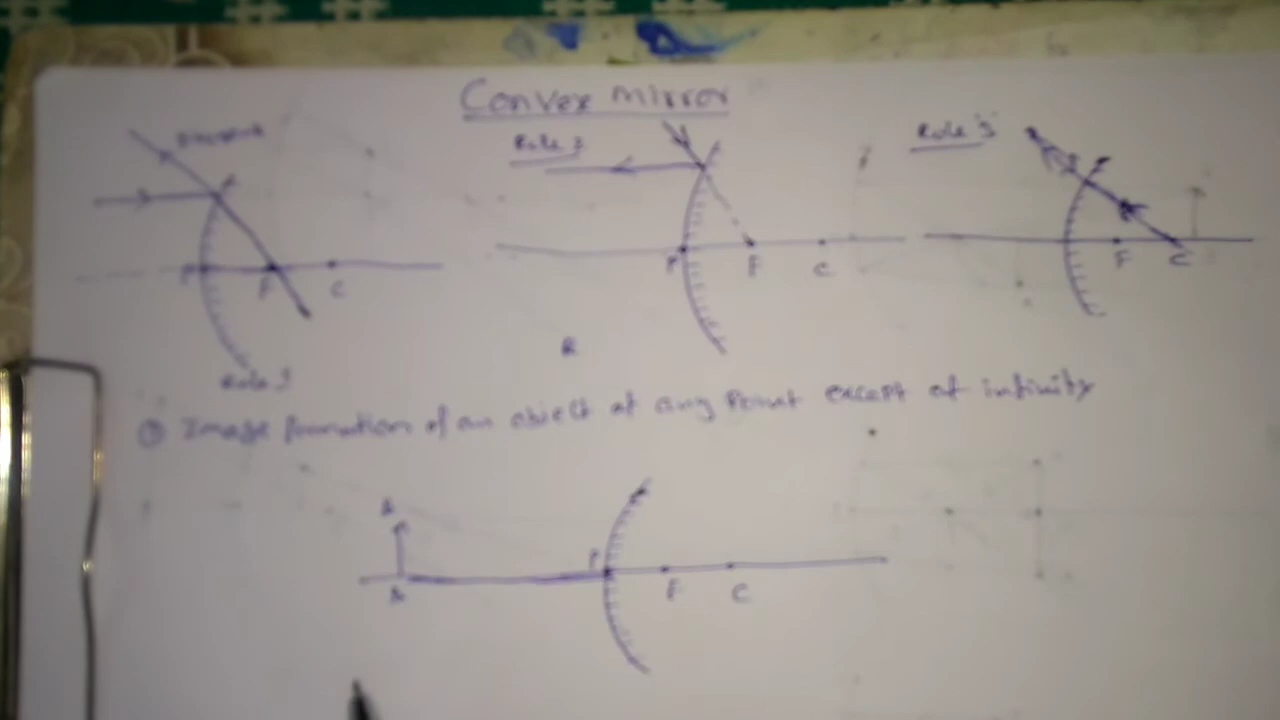 Convex mirror
Rule 2
Rule 3
P F C
P F C
F C
Rule 1
① Image formation of an object at any Point except at infinity
A
P F C